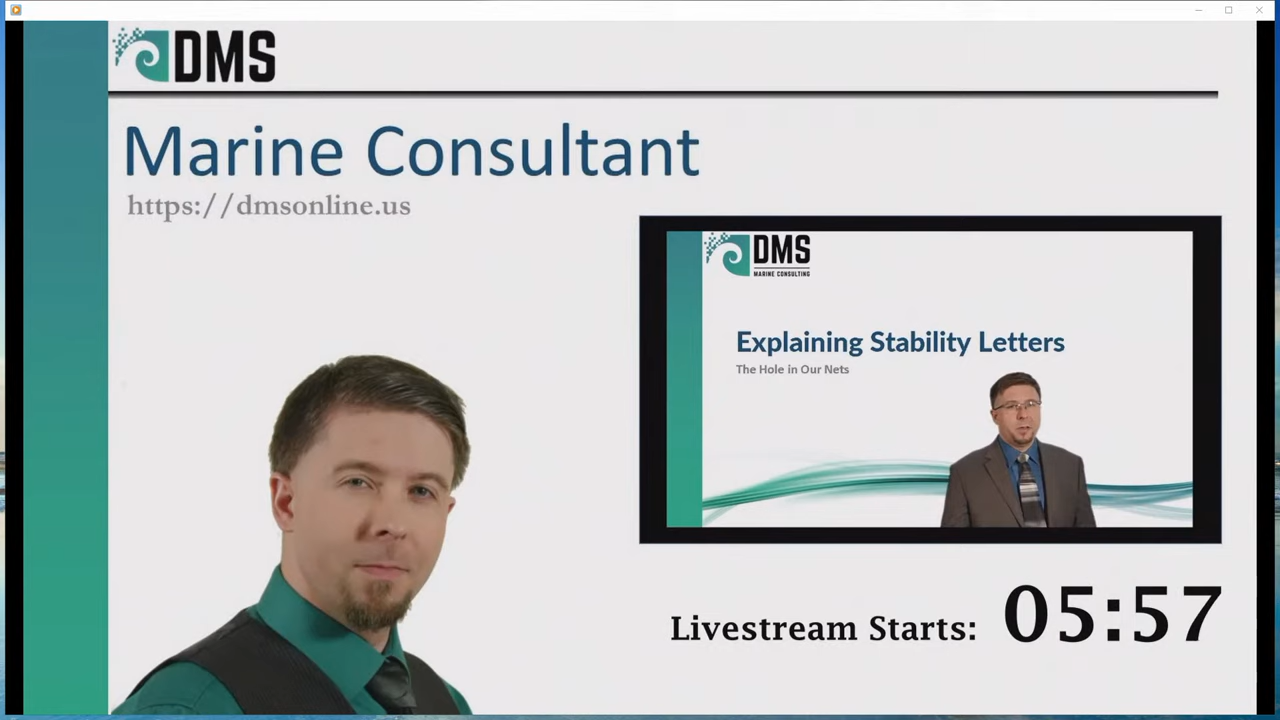 DMS
Marine Consultant
https://dmsonline.us
DMS
MARINE CONSULTING
Explaining Stability Letters
The Hole in Our Nets
Livestream Starts: 05:57